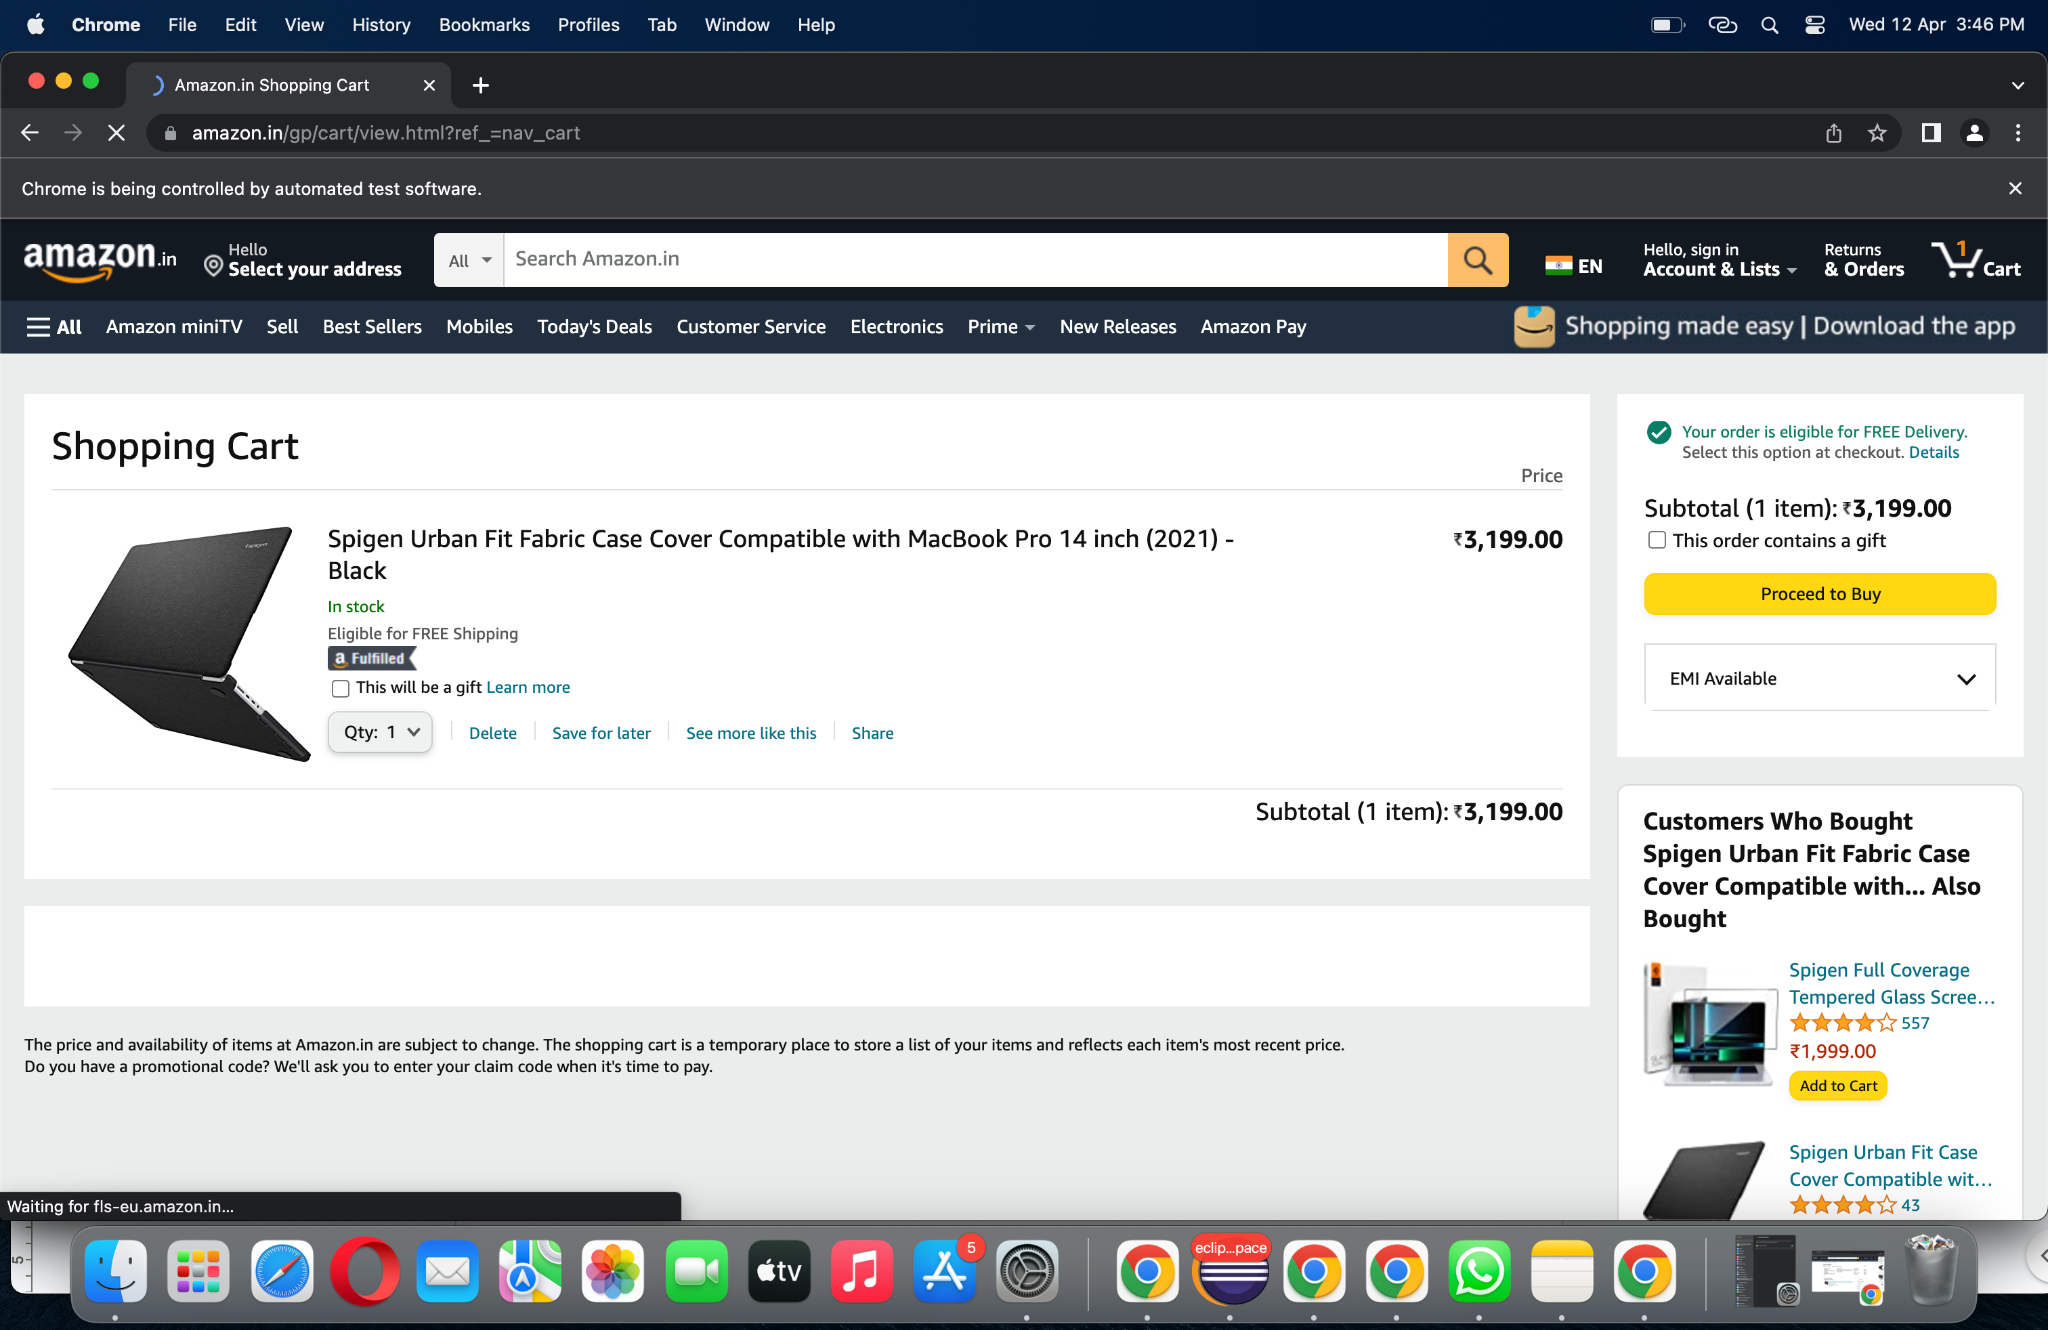 Chrome File Edit View History Bookmarks Profiles Tab Window Help Wed 12 Apr 3:46 PM
Amazon.in Shopping Cart
amazon.in/gp/cart/view.html?ref_=nav_cart
Chrome is being controlled by automated test software.
amazon.in
Hello
Select your address
All
Search Amazon.in
EN
Hello, sign in
Account & Lists
Returns
& Orders
1
Cart
All Amazon miniTV Sell Best Sellers Mobiles Today's Deals Customer Service Electronics Prime New Releases Amazon Pay
Shopping made easy | Download the app
Shopping Cart
Price
Spigen Urban Fit Fabric Case Cover Compatible with MacBook Pro 14 inch (2021) -
Black
₹3,199.00
In stock
Eligible for FREE Shipping
a Fulfilled
This will be a gift Learn more
Qty: 1 Delete Save for later See more like this Share
Subtotal (1 item): ₹3,199.00
The price and availability of items at Amazon.in are subject to change. The shopping cart is a temporary place to store a list of your items and reflects each item's most recent price.
Do you have a promotional code? We'll ask you to enter your claim code when it's time to pay.
Your order is eligible for FREE Delivery.
Select this option at checkout. Details
Subtotal (1 item): ₹3,199.00
This order contains a gift
Proceed to Buy
EMI Available
Customers Who Bought
Spigen Urban Fit Fabric Case
Cover Compatible with... Also
Bought
Spigen Full Coverage
Tempered Glass Scree...
557
₹1,999.00
Add to Cart
Spigen Urban Fit Case
Cover Compatible wit...
43
Waiting for fls-eu.amazon.in...
5
tv
5
eclip...pace